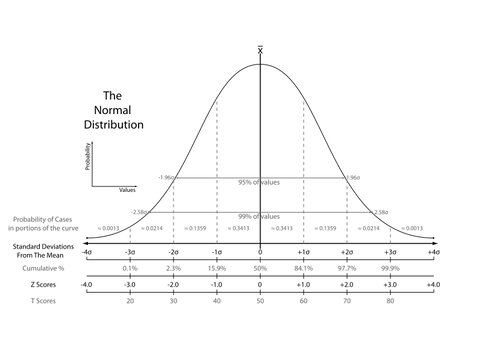 X̄
The
Normal
Distribution
Probability
Values
-1.96σ 1.96σ
95% of values
-2.58σ 2.58σ
99% of values
Probability of Cases
in portions of the curve
≈ 0.0013 ≈ 0.0214 ≈ 0.1359 ≈ 0.3413 ≈ 0.3413 ≈ 0.1359 ≈ 0.0214 ≈ 0.0013
Standard Deviations
From The Mean
-4σ -3σ -2σ -1σ 0 +1σ +2σ +3σ +4σ
Cumulative % 0.1% 2.3% 15.9% 50% 84.1% 97.7% 99.9%
Z Scores -4.0 -3.0 -2.0 -1.0 0 +1.0 +2.0 +3.0 +4.0
T Scores 20 30 40 50 60 70 80